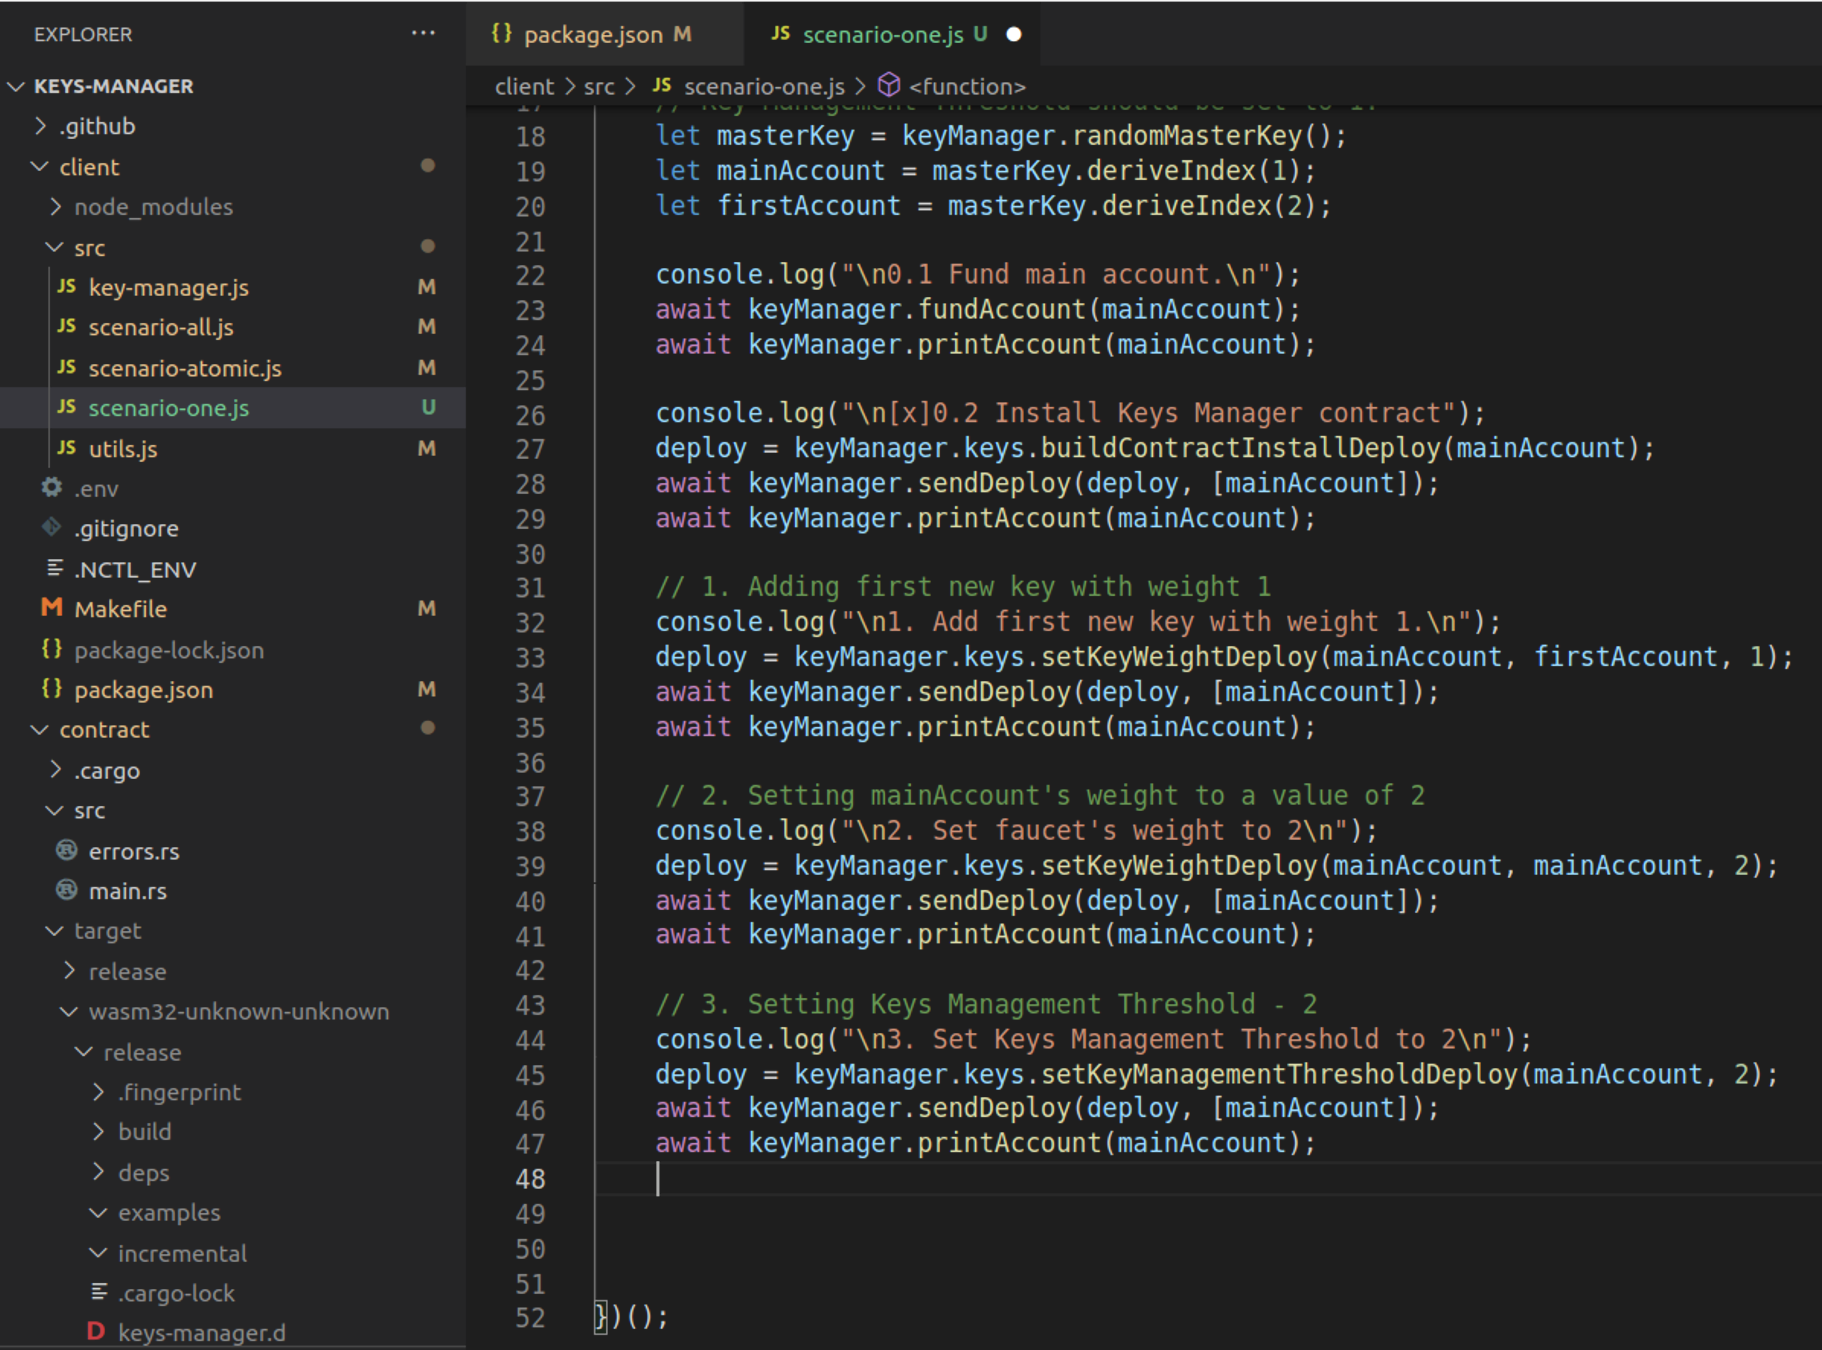 EXPLORER ···
KEYS-MANAGER
.github
client
node_modules
src
JS key-manager.js M
JS scenario-all.js M
JS scenario-atomic.js M
JS scenario-one.js U
JS utils.js M
.env
.gitignore
.NCTL_ENV
M Makefile M
{} package-lock.json
{} package.json M
contract
.cargo
src
errors.rs
main.rs
target
release
wasm32-unknown-unknown
release
.fingerprint
build
deps
examples
incremental
.cargo-lock
D keys-manager.d
{} package.json M
JS scenario-one.js U
client > src > JS scenario-one.js > <function>
17 // Key Management Threshold should be set to 1.
18 let masterKey = keyManager.randomMasterKey();
19 let mainAccount = masterKey.deriveIndex(1);
20 let firstAccount = masterKey.deriveIndex(2);
21
22 console.log("\n0.1 Fund main account.\n");
23 await keyManager.fundAccount(mainAccount);
24 await keyManager.printAccount(mainAccount);
25
26 console.log("\n[x]0.2 Install Keys Manager contract");
27 deploy = keyManager.keys.buildContractInstallDeploy(mainAccount);
28 await keyManager.sendDeploy(deploy, [mainAccount]);
29 await keyManager.printAccount(mainAccount);
30
31 // 1. Adding first new key with weight 1
32 console.log("\n1. Add first new key with weight 1.\n");
33 deploy = keyManager.keys.setKeyWeightDeploy(mainAccount, firstAccount, 1);
34 await keyManager.sendDeploy(deploy, [mainAccount]);
35 await keyManager.printAccount(mainAccount);
36
37 // 2. Setting mainAccount's weight to a value of 2
38 console.log("\n2. Set faucet's weight to 2\n");
39 deploy = keyManager.keys.setKeyWeightDeploy(mainAccount, mainAccount, 2);
40 await keyManager.sendDeploy(deploy, [mainAccount]);
41 await keyManager.printAccount(mainAccount);
42
43 // 3. Setting Keys Management Threshold - 2
44 console.log("\n3. Set Keys Management Threshold to 2\n");
45 deploy = keyManager.keys.setKeyManagementThresholdDeploy(mainAccount, 2);
46 await keyManager.sendDeploy(deploy, [mainAccount]);
47 await keyManager.printAccount(mainAccount);
48
49
50
51
52 })();